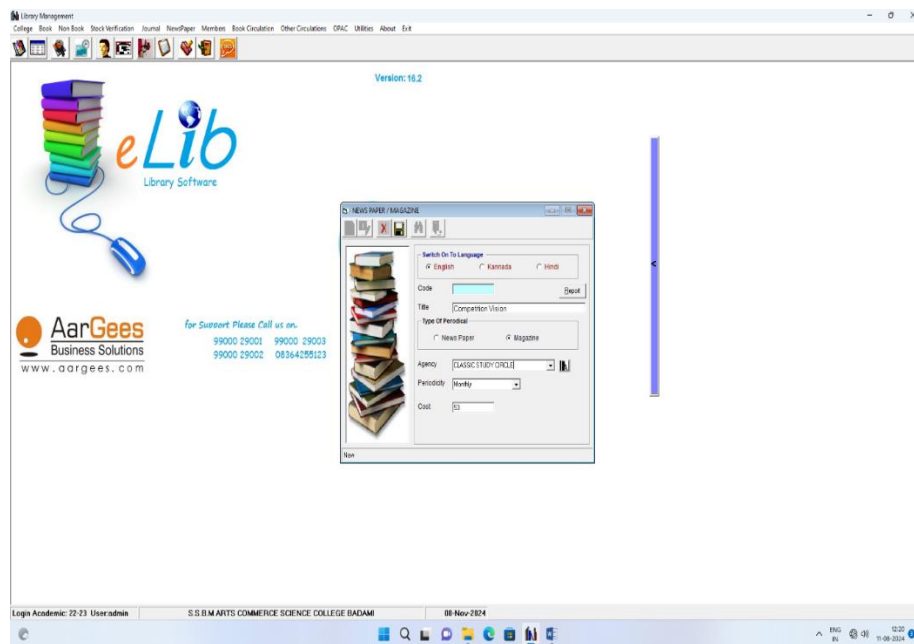 Library Management
College Book Non Book Stock Verification Journal NewsPaper Members Book Circulation Other Circulations OPAC Utilities About Exit
Version: 16.2
eLib
Library Software
NEWS PAPER / MAGAZINE
Switch On To Language
English Kannada Hindi
Code
Report
Title Competition Vision
Type Of Periodical
News Paper Magazine
Agency CLASSIC STUDY CIRCLE
Periodicity Monthly
Cost 53
New
AarGees
Business Solutions
www.aargees.com
for Support Please Call us on.
99000 29001 99000 29003
99000 29002 08364255123
Login Academic: 22-23 User:admin S.S.B.M ARTS COMMERCE SCIENCE COLLEGE BADAMI 08-Nov-2024
ENG
IN
12:20
11-08-2024